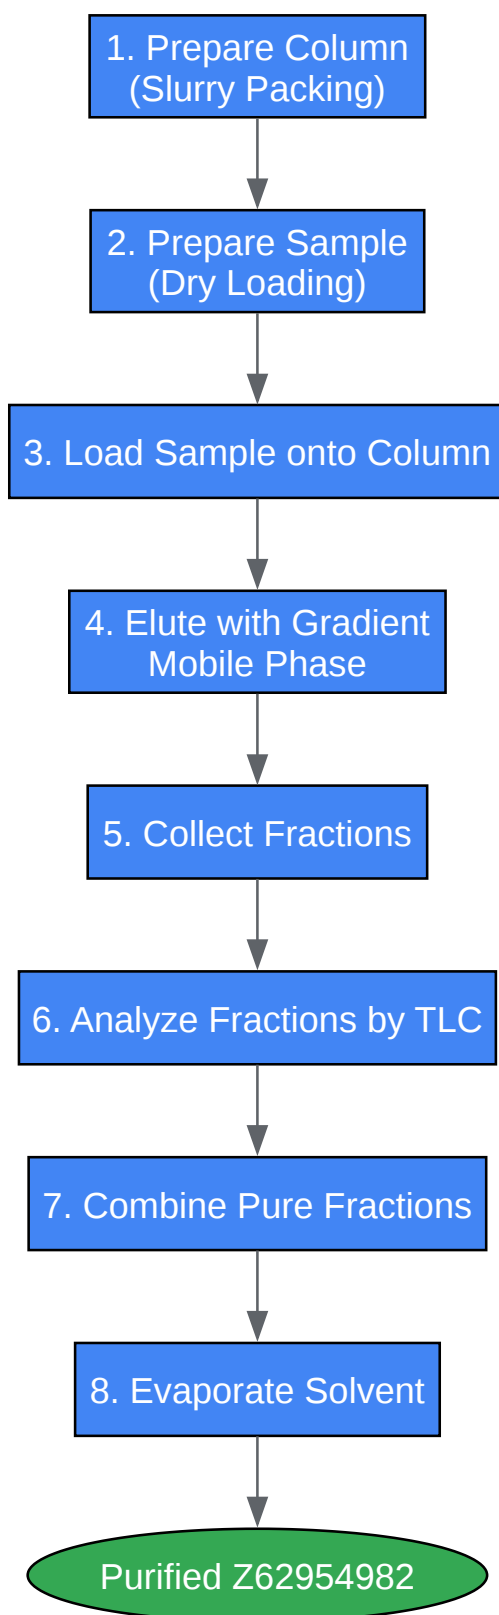 1. Prepare Column
(Slurry Packing)
2. Prepare Sample
(Dry Loading)
3. Load Sample onto Column
4. Elute with Gradient
Mobile Phase
5. Collect Fractions
6. Analyze Fractions by TLC
7. Combine Pure Fractions
8. Evaporate Solvent
Purified Z62954982